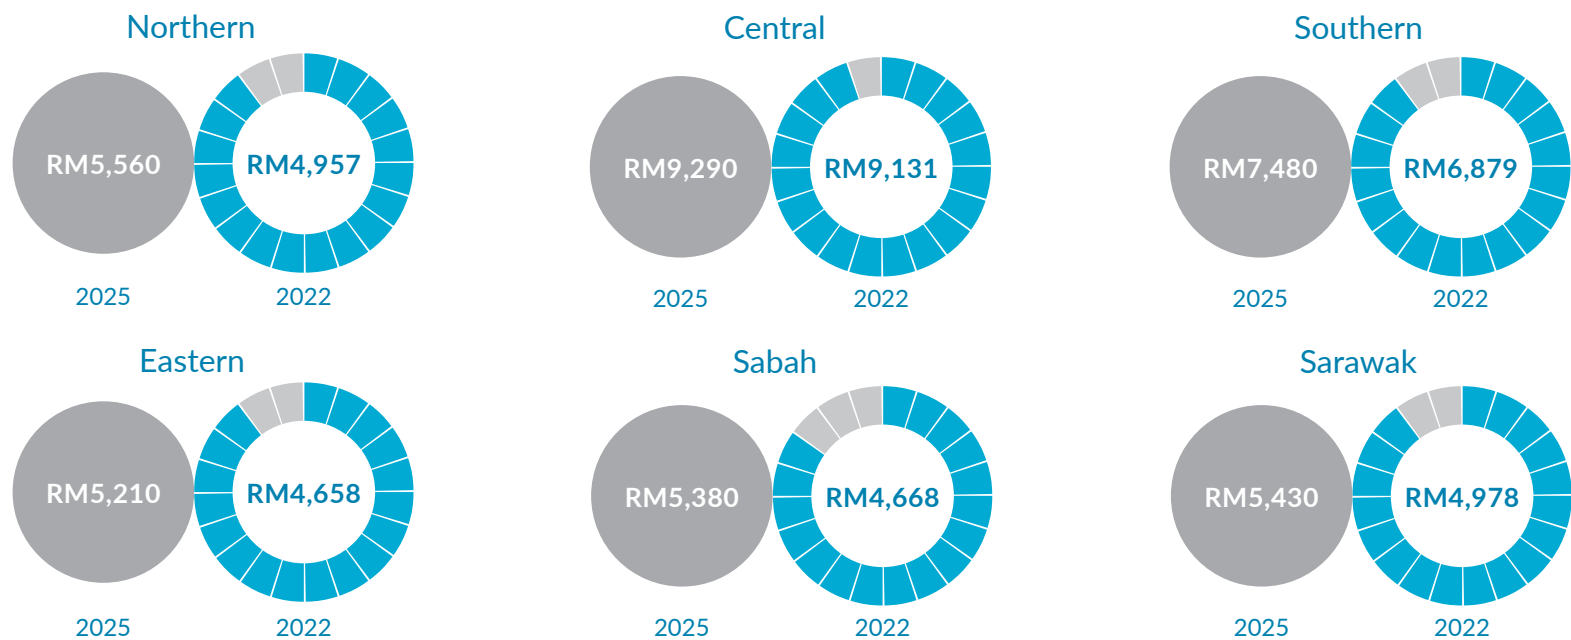 Northern
RM5,560
RM4,957
2025
2022
Central
RM9,290
RM9,131
2025
2022
Southern
RM7,480
RM6,879
2025
2022
Eastern
RM5,210
RM4,658
2025
2022
Sabah
RM5,380
RM4,668
2025
2022
Sarawak
RM5,430
RM4,978
2025
2022